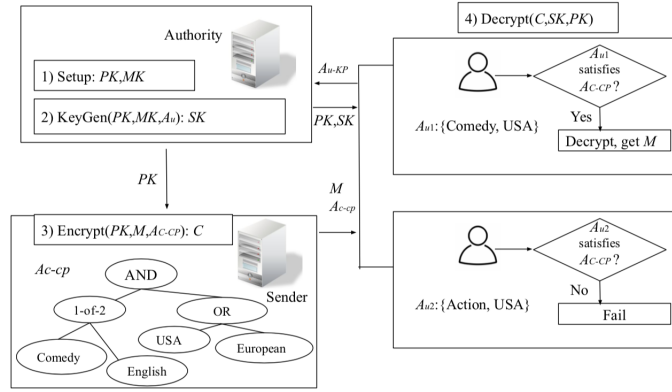 Authority
1) Setup: PK,MK
2) KeyGen(PK,MK,Au): SK
PK
3) Encrypt(PK,M,AC-CP): C
Sender
Ac-cp
AND
1-of-2
OR
Comedy
English
USA
European
Au-KP
PK,SK
M
Ac-cp
4) Decrypt(C,SK,PK)
Au1:{Comedy, USA}
Au1
satisfies
AC-CP?
Yes
Decrypt, get M
Au2:{Action, USA}
Au2
satisfies
AC-CP?
No
Fail